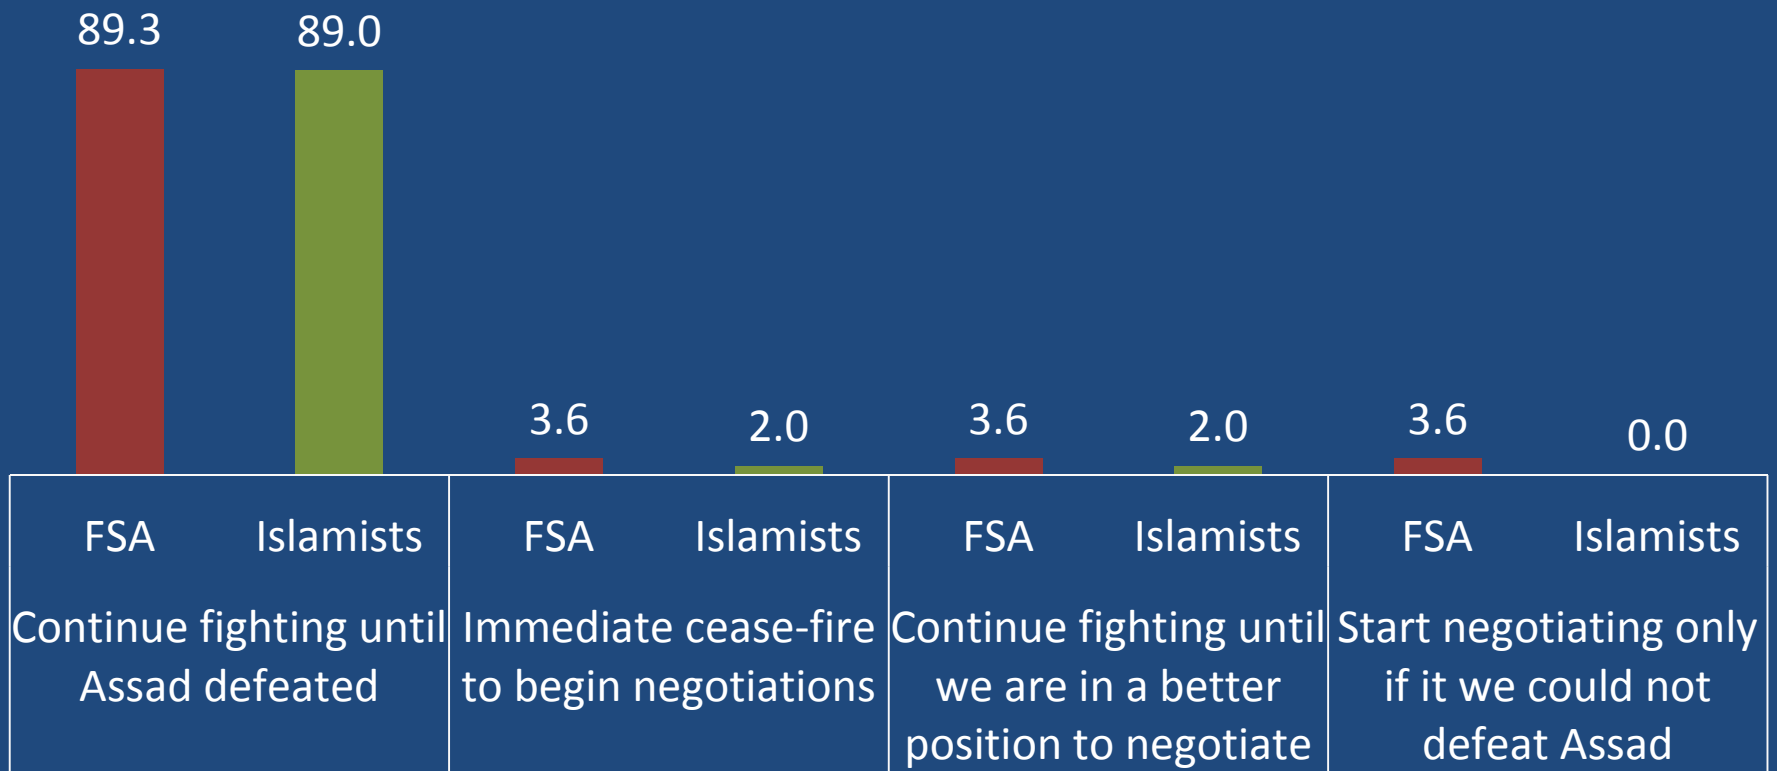 89.3 89.0
3.6 2.0 3.6 2.0 3.6 0.0
FSA Islamists FSA Islamists FSA Islamists FSA Islamists
Continue fighting until
Assad defeated
Immediate cease-fire
to begin negotiations
Continue fighting until
we are in a better
position to negotiate
Start negotiating only
if it we could not
defeat Assad